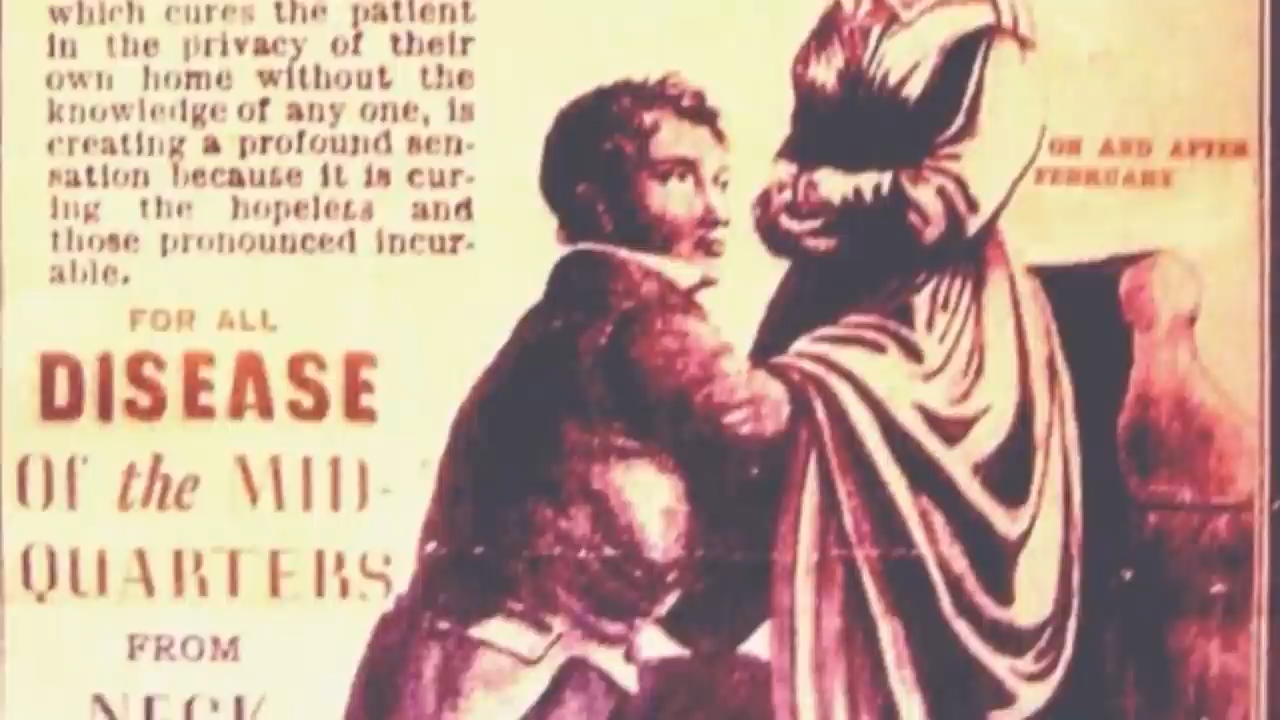 which cures the patient
in the privacy of their
own home without the
knowledge of any one, is
creating a profound sen-
sation because it is cur-
ing the hopeless and
those pronounced incur-
able.
FOR ALL
DISEASE
Of the MID-
QUARTERS
FROM
NECK
ON AND AFTER
FEBRUARY